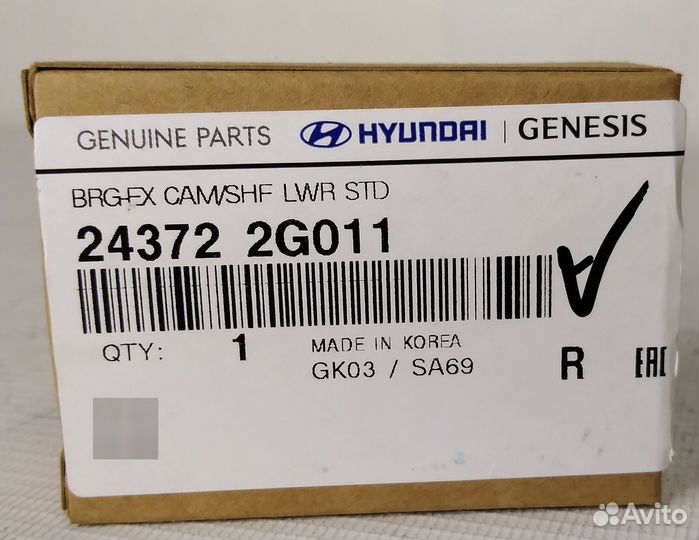 GENUINE PARTS HYUNDAI | GENESIS
BRG-EX CAM/SHF LWR STD
24372 2G011
QTY: 1 MADE IN KOREA
GK03 / SA69 R EAC
Avito